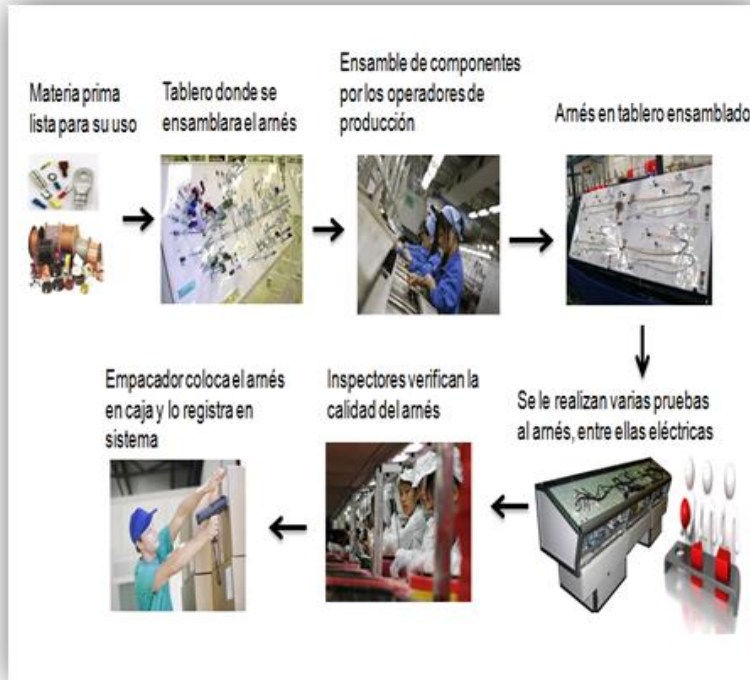 Materia prima
lista para su uso
Tablero donde se
ensamblara el arnés
Ensamble de componentes
por los operadores de
producción
Arnés en tablero ensamblado
Se le realizan varias pruebas
al arnés, entre ellas eléctricas
Inspectores verifican la
calidad del arnés
Empacador coloca el arnés
en caja y lo registra en
sistema